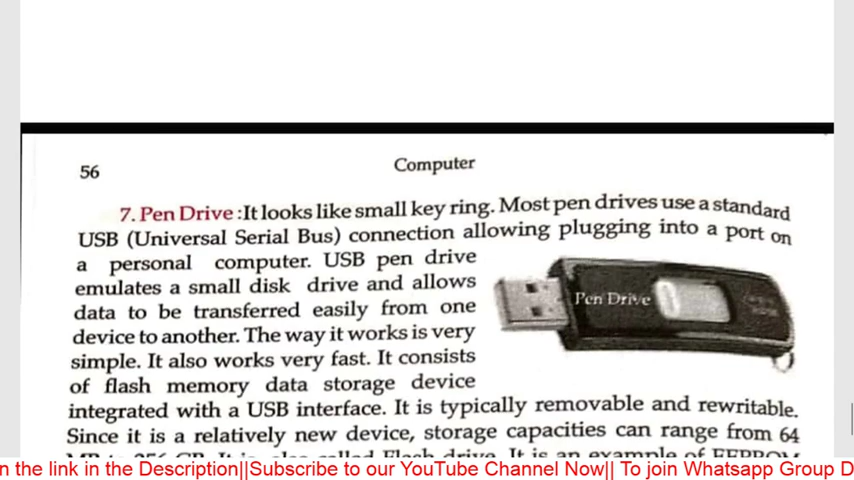 56
Computer
7. Pen Drive :It looks like small key ring. Most pen drives use a standard
USB (Universal Serial Bus) connection allowing plugging into a port on
a personal computer. USB pen drive
emulates a small disk drive and allows
data to be transferred easily from one
device to another. The way it works is very
simple. It also works very fast. It consists
of flash memory data storage device
Pen Drive
integrated with a USB interface. It is typically removable and rewritable.
Since it is a relatively new device, storage capacities can range from 64
MB to 256 GB. It is also called Flash drive. It is an example of EEPROM
n the link in the Description||Subscribe to our YouTube Channel Now|| To join Whatsapp Group D